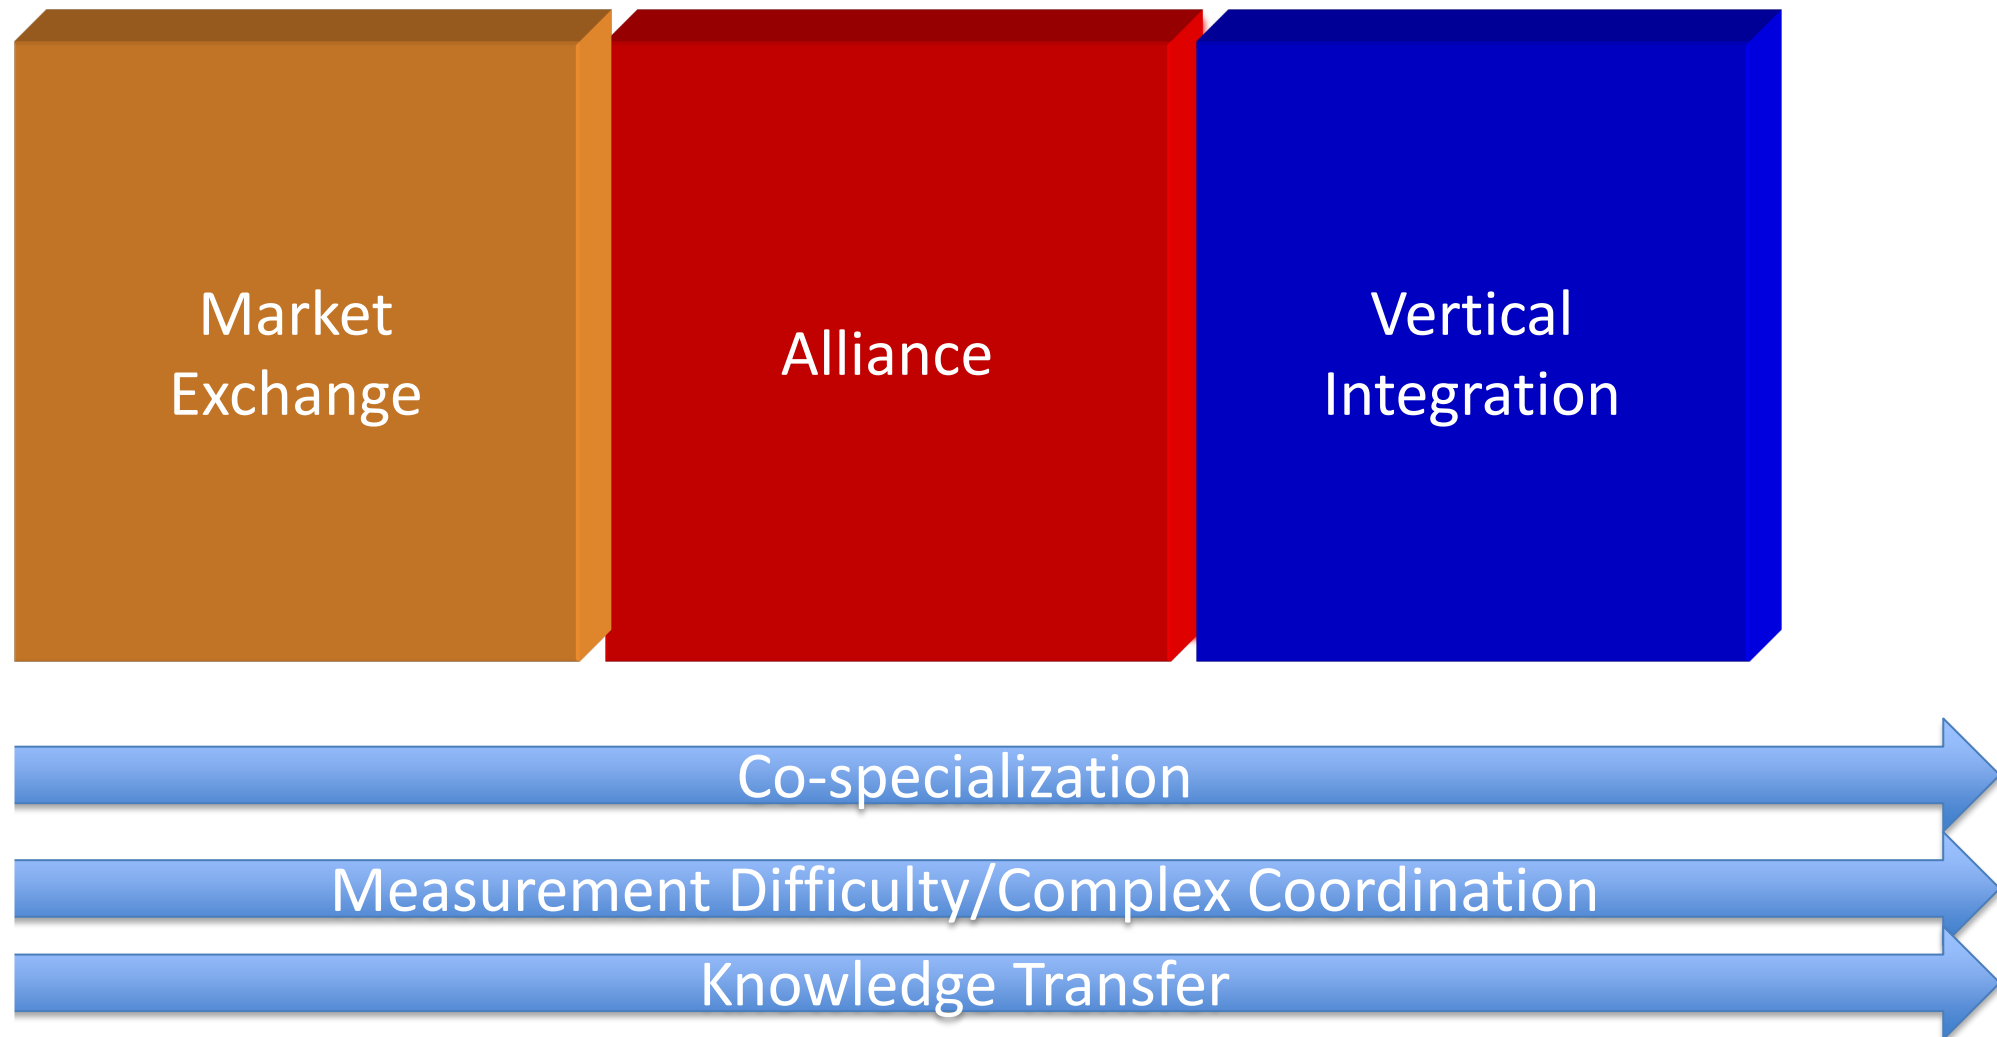 Market
Exchange
Alliance
Vertical
Integration
Co-specialization
Measurement Difficulty/Complex Coordination
Knowledge Transfer